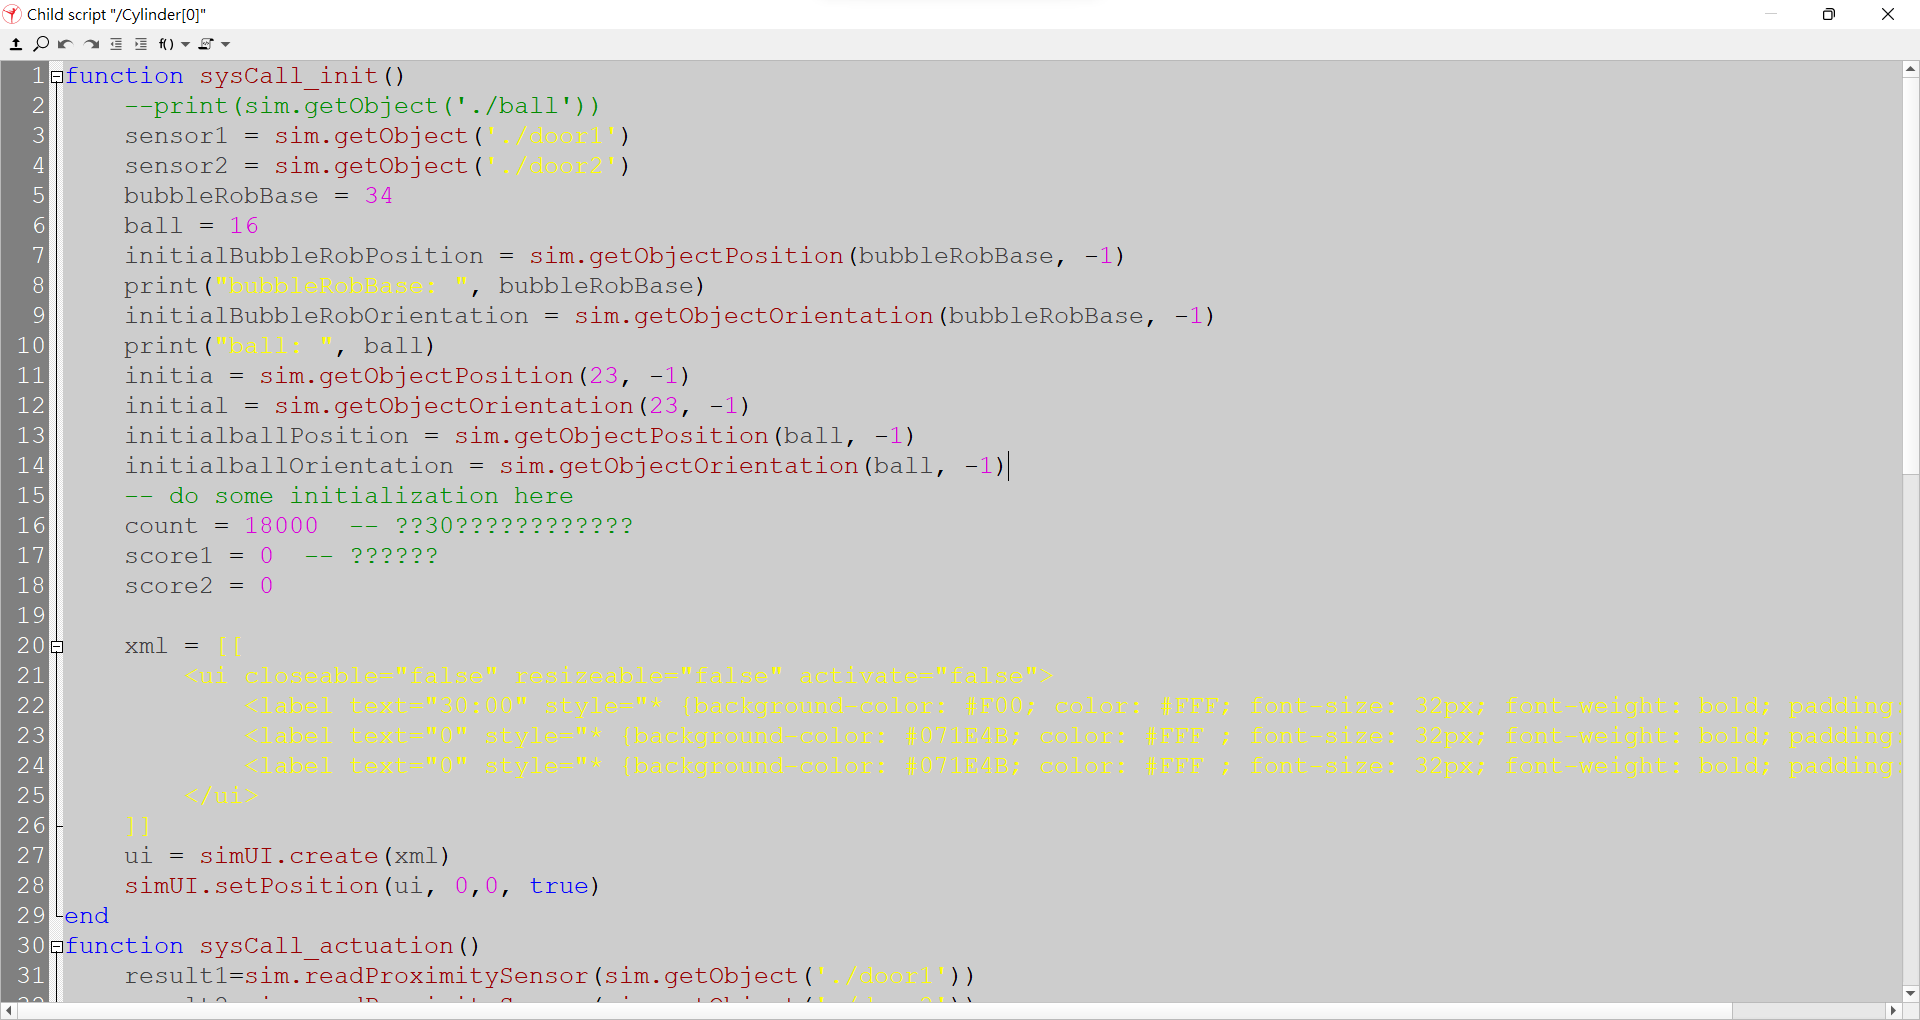 Child script "/Cylinder[0]"
f()
1 function sysCall_init()
2 --print(sim.getObject('./ball'))
3 sensor1 = sim.getObject('./door1')
4 sensor2 = sim.getObject('./door2')
5 bubbleRobBase = 34
6 ball = 16
7 initialBubbleRobPosition = sim.getObjectPosition(bubbleRobBase, -1)
8 print("bubbleRobBase: ", bubbleRobBase)
9 initialBubbleRobOrientation = sim.getObjectOrientation(bubbleRobBase, -1)
10 print("ball: ", ball)
11 initia = sim.getObjectPosition(23, -1)
12 initial = sim.getObjectOrientation(23, -1)
13 initialballPosition = sim.getObjectPosition(ball, -1)
14 initialballOrientation = sim.getObjectOrientation(ball, -1)
15 -- do some initialization here
16 count = 18000  -- ??30????????????
17 score1 = 0  -- ??????
18 score2 = 0
19
20 xml = [[
21 <ui closeable="false" resizeable="false" activate="false">
22 <label text="30:00" style="* {background-color: #F00; color: #FFF; font-size: 32px; font-weight: bold; padding:
23 <label text="0" style="* {background-color: #071E4B; color: #FFF ; font-size: 32px; font-weight: bold; padding:
24 <label text="0" style="* {background-color: #071E4B; color: #FFF ; font-size: 32px; font-weight: bold; padding:
25 </ui>
26 ]]
27 ui = simUI.create(xml)
28 simUI.setPosition(ui, 0,0, true)
29 end
30 function sysCall_actuation()
31 result1=sim.readProximitySensor(sim.getObject('./door1'))